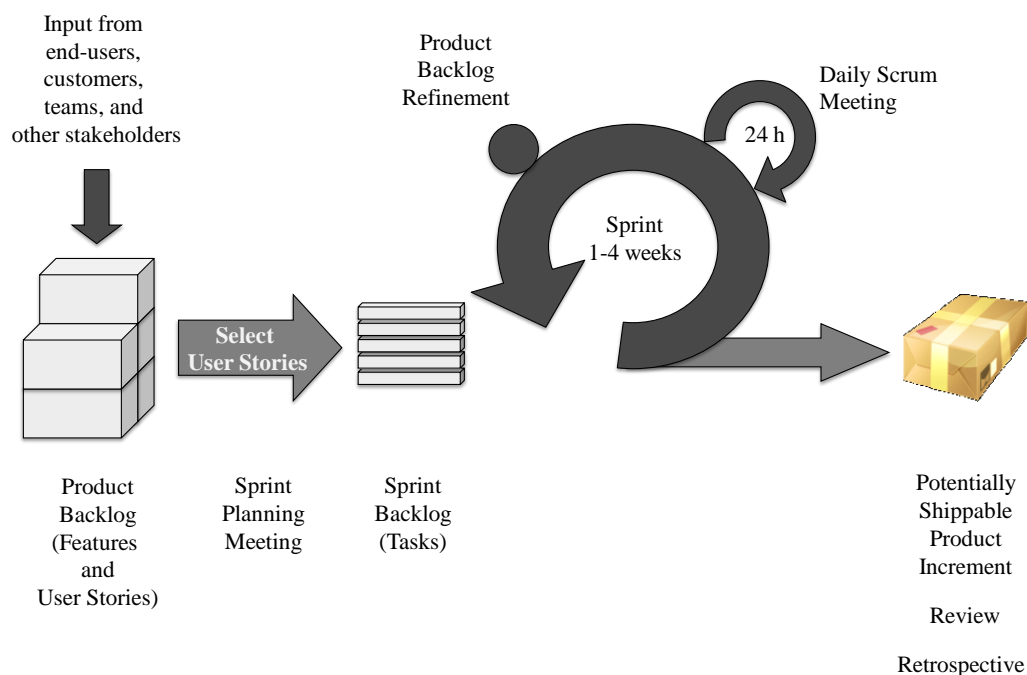 Input from
end-users,
customers,
teams, and
other stakeholders
Product
Backlog
Refinement
Daily Scrum
Meeting
24 h
Sprint
1-4 weeks
Select
User Stories
Product
Backlog
(Features
and
User Stories)
Sprint
Planning
Meeting
Sprint
Backlog
(Tasks)
Potentially
Shippable
Product
Increment
Review
Retrospective